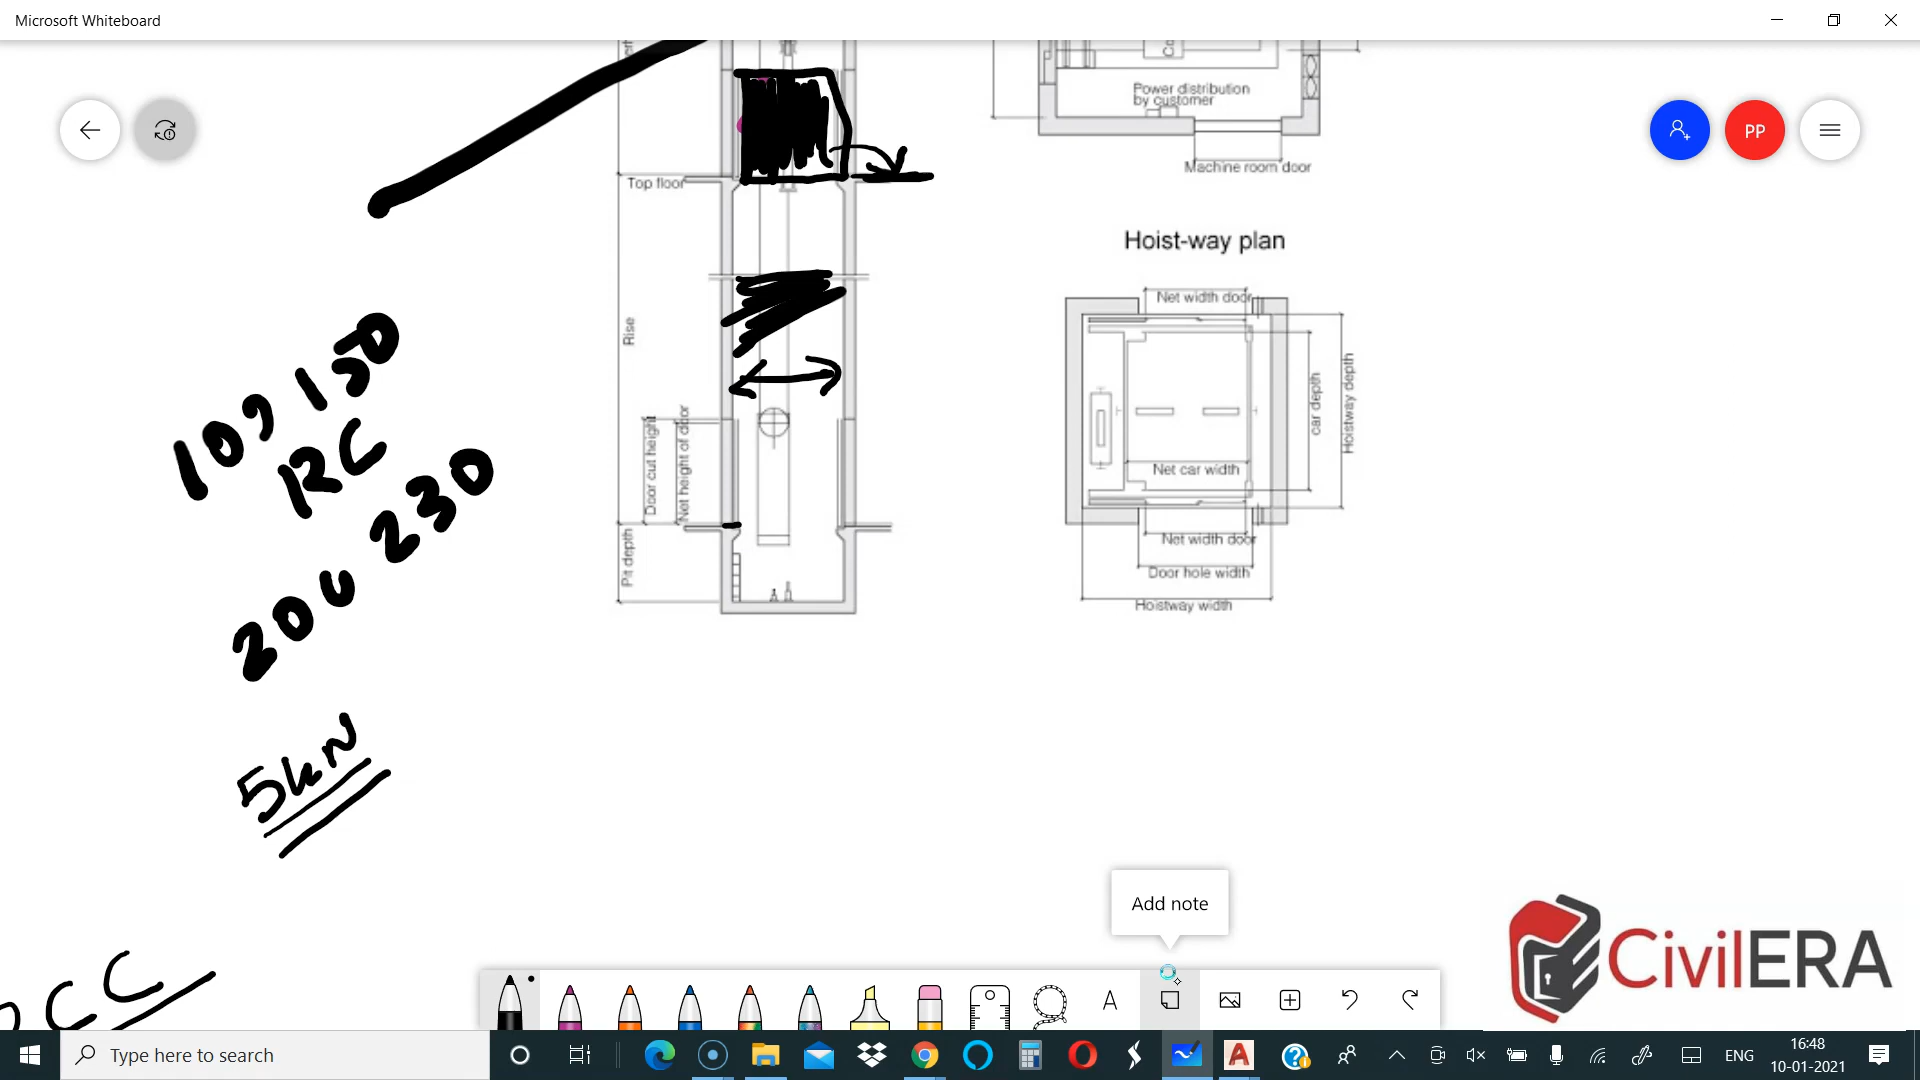 Microsoft Whiteboard
PP
Power distribution
by customer
Machine room door
Top floor
Hoist-way plan
Net width door
Rise
car depth
Hoistway depth
10, 150
RC
200 230
Door cut height
Net height of door
Net car width
Net width door
Pit depth
Door hole width
Hoistway width
5kN
Add note
CivilERA
CC
Type here to search
ENG
16:48
10-01-2021